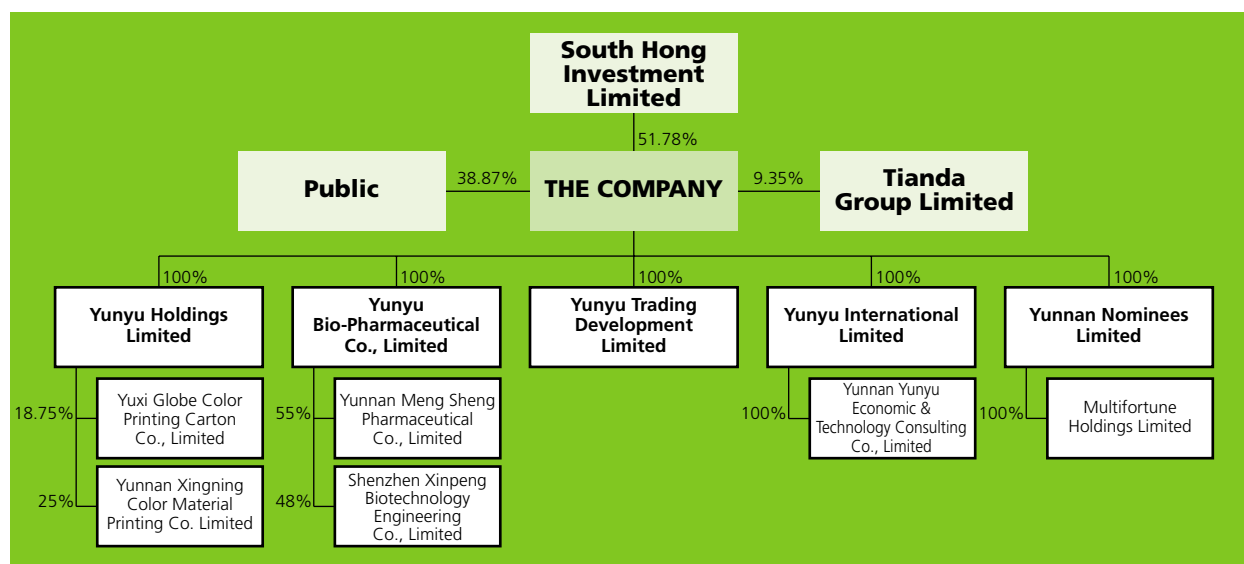 South Hong
Investment
Limited
51.78%
Public
38.87%
THE COMPANY
9.35%
Tianda
Group Limited
100%
100%
100%
100%
100%
Yunyu Holdings
Limited
Yunyu
Bio-Pharmaceutical
Co., Limited
Yunyu Trading
Development
Limited
Yunyu International
Limited
Yunnan Nominees
Limited
18.75%
Yuxi Globe Color
Printing Carton
Co., Limited
55%
Yunnan Meng Sheng
Pharmaceutical
Co., Limited
100%
Yunnan Yunyu
Economic &
Technology Consulting
Co., Limited
100%
Multifortune
Holdings Limited
25%
Yunnan Xingning
Color Material
Printing Co. Limited
48%
Shenzhen Xinpeng
Biotechnology
Engineering
Co., Limited